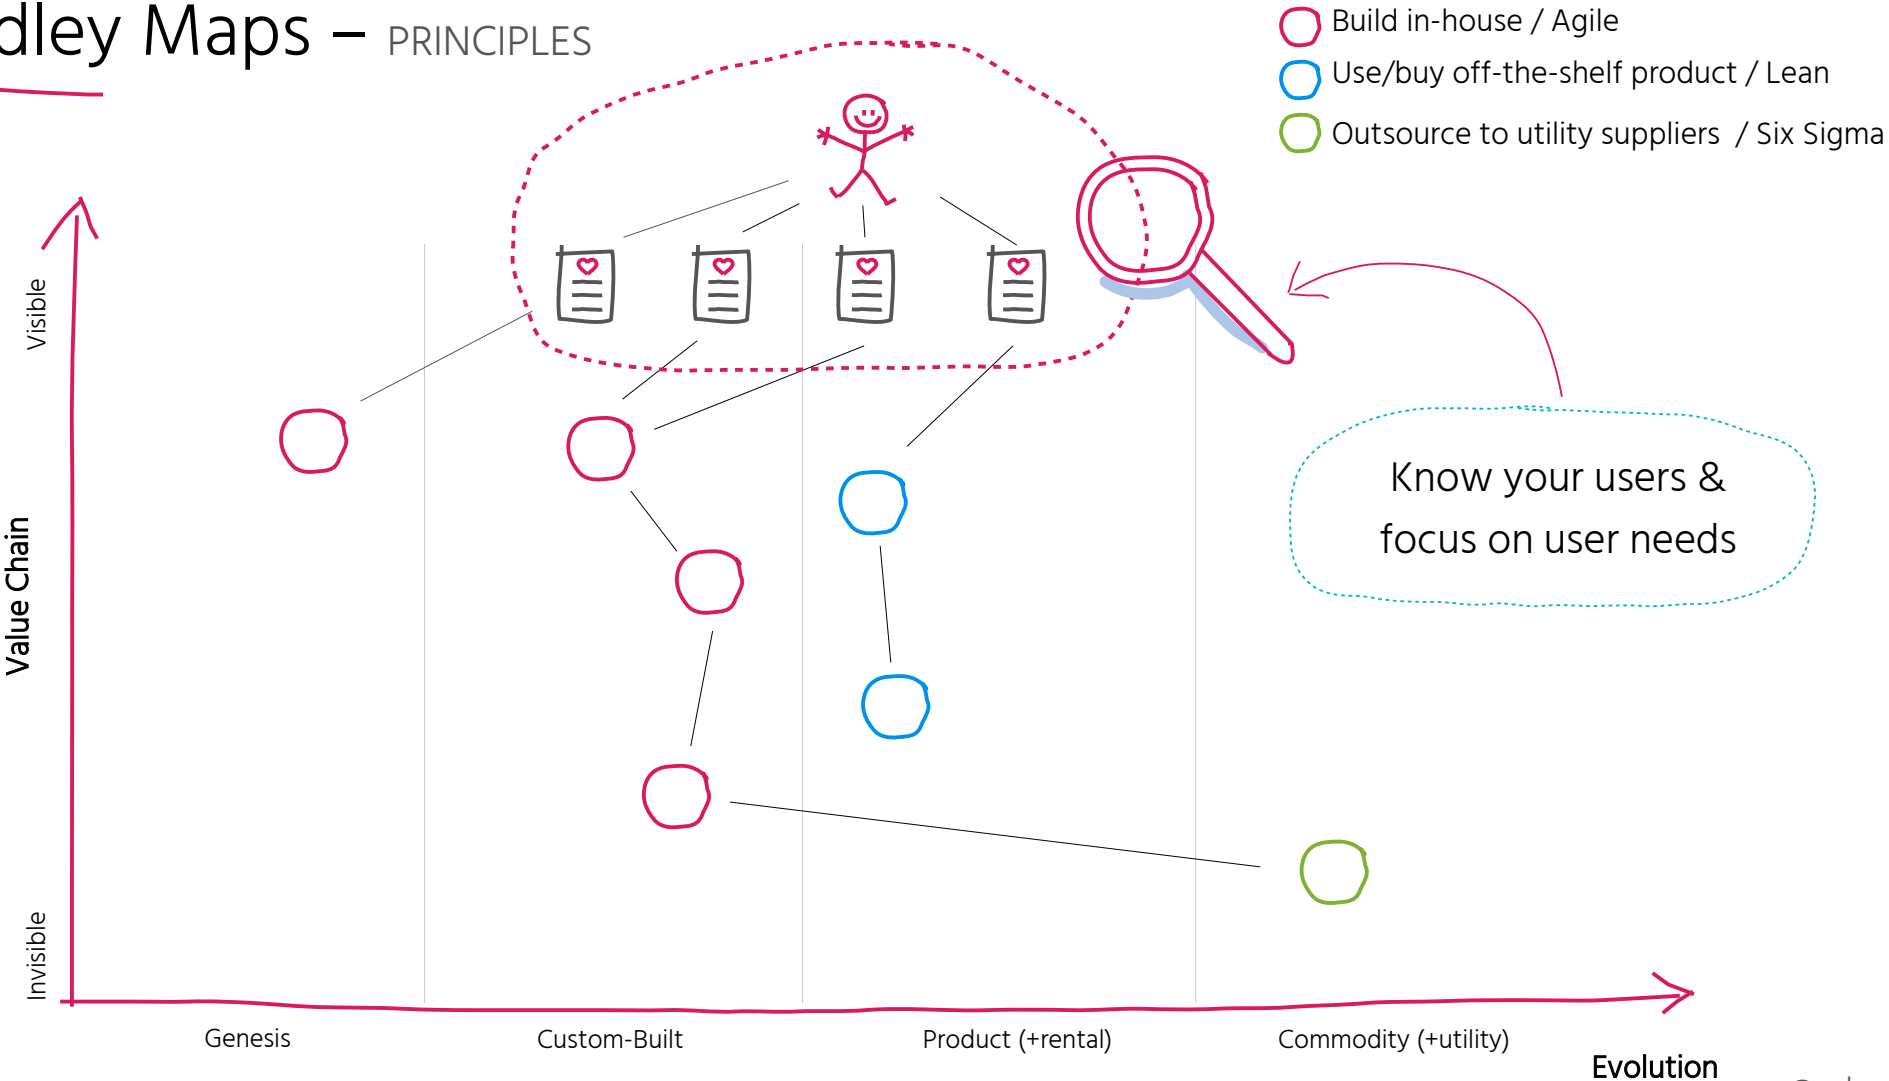 dley Maps – PRINCIPLES
Build in-house / Agile
Use/buy off-the-shelf product / Lean
Outsource to utility suppliers / Six Sigma
Visible
Value Chain
Invisible
Know your users &
focus on user needs
Genesis
Custom-Built
Product (+rental)
Commodity (+utility)
Evolution